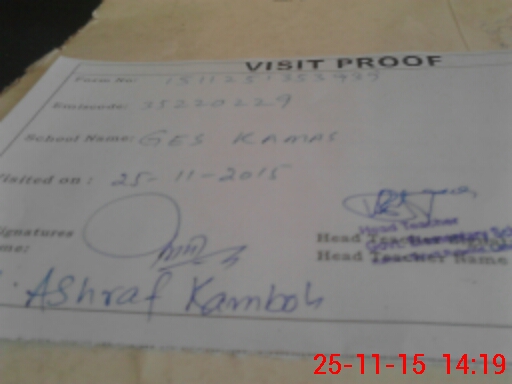 VISIT PROOF
Form No:
Emiscode: 35220229
School Name: GES KAMAS
Visited on : 25-11-2015
Signatures
Head Teacher
Head Teacher Name
Ashraf Kamboh
25-11-15 14:19